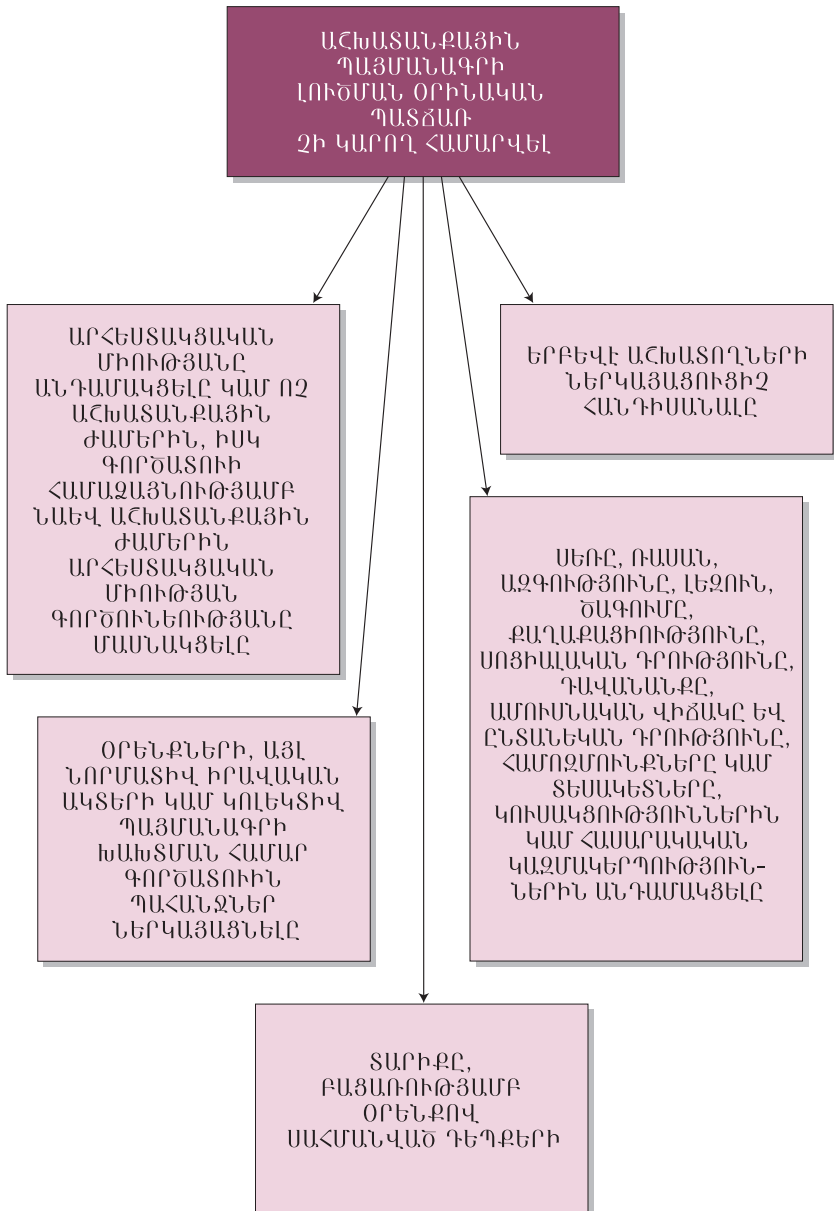 ԱՇԽԱՏԱՆՔԱՅԻՆ
ՊԱՅՄԱՆԱԳՐԻ
ԼՈՒԾՄԱՆ ՕՐԻՆԱԿԱՆ
ՊԱՏՃԱՌ
ՉԻ ԿԱՐՈՂ ՀԱՄԱՐՎԵԼ
ԱՐՀԵՍՏԱԿՑԱԿԱՆ
ՄԻՈՒԹՅԱՆԸ
ԱՆԴԱՄԱԿՑԵԼԸ ԿԱՄ ՈՉ
ԱՇԽԱՏԱՆՔԱՅԻՆ
ԺԱՄԵՐԻՆ, ԻՍԿ
ԳՈՐԾԱՏՈՒԻ
ՀԱՄԱՁԱՅՆՈՒԹՅԱՄԲ
ՆԱԵՎ ԱՇԽԱՏԱՆՔԱՅԻՆ
ԺԱՄԵՐԻՆ
ԱՐՀԵՍՏԱԿՑԱԿԱՆ
ՄԻՈՒԹՅԱՆ
ԳՈՐԾՈՒՆԵՈՒԹՅԱՆԸ
ՄԱՍՆԱԿՑԵԼԸ
ԵՐԲԵՎԷ ԱՇԽԱՏՈՂՆԵՐԻ
ՆԵՐԿԱՅԱՑՈՒՑԻՉ
ՀԱՆԴԻՍԱՆԱԼԸ
ՕՐԵՆՔՆԵՐԻ, ԱՅԼ
ՆՈՐՄԱՏԻՎ ԻՐԱՎԱԿԱՆ
ԱԿՏԵՐԻ ԿԱՄ ԿՈԼԵԿՏԻՎ
ՊԱՅՄԱՆԱԳՐԻ
ԽԱԽՏՄԱՆ ՀԱՄԱՐ
ԳՈՐԾԱՏՈՒԻՆ
ՊԱՀԱՆՋՆԵՐ
ՆԵՐԿԱՅԱՑՆԵԼԸ
ՍԵՌԸ, ՌԱՍԱՆ,
ԱԶԳՈՒԹՅՈՒՆԸ, ԼԵԶՈՒՆ,
ԾԱԳՈՒՄԸ,
ՔԱՂԱՔԱՑԻՈՒԹՅՈՒՆԸ,
ՍՈՑԻԱԼԱԿԱՆ ԴՐՈՒԹՅՈՒՆԸ,
ԴԱՎԱՆԱՆՔԸ,
ԱՄՈՒՍՆԱԿԱՆ ՎԻՃԱԿԸ ԵՎ
ԸՆՏԱՆԵԿԱՆ ԴՐՈՒԹՅՈՒՆԸ,
ՀԱՄՈԶՄՈՒՆՔՆԵՐԸ ԿԱՄ
ՏԵՍԱԿԵՏՆԵՐԸ,
ԿՈՒՍԱԿՑՈՒԹՅՈՒՆՆԵՐԻՆ
ԿԱՄ ՀԱՍԱՐԱԿԱԿԱՆ
ԿԱԶՄԱԿԵՐՊՈՒԹՅՈՒՆ-
ՆԵՐԻՆ ԱՆԴԱՄԱԿՑԵԼԸ
ՏԱՐԻՔԸ,
ԲԱՑԱՌՈՒԹՅԱՄԲ
ՕՐԵՆՔՈՎ
ՍԱՀՄԱՆՎԱԾ ԴԵՊՔԵՐԻ